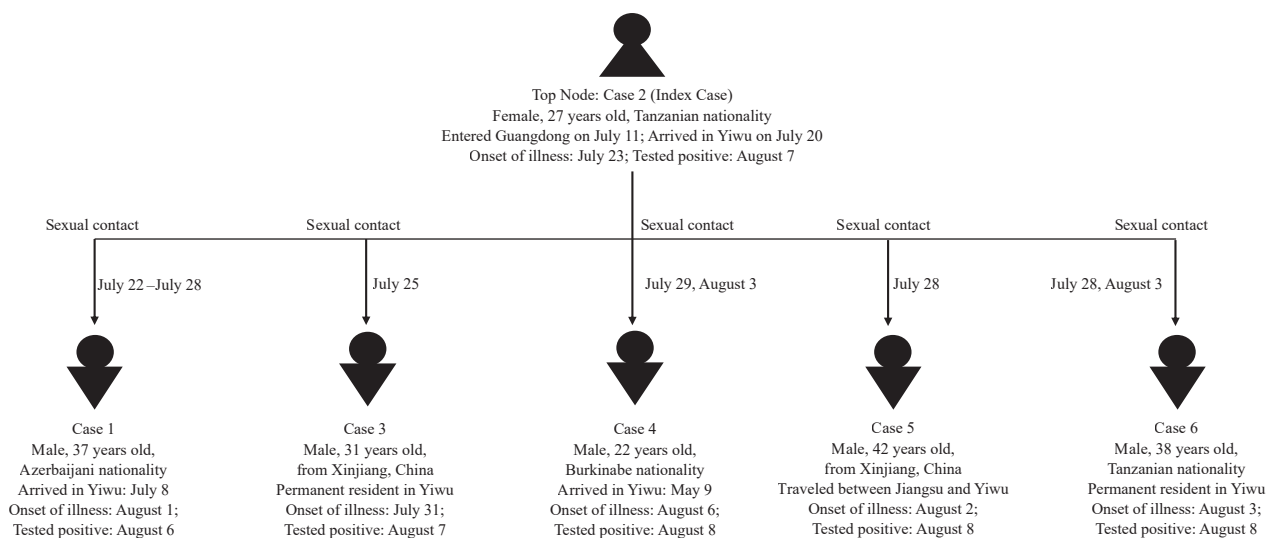 Top Node: Case 2 (Index Case)
Female, 27 years old, Tanzanian nationality
Entered Guangdong on July 11; Arrived in Yiwu on July 20
Onset of illness: July 23; Tested positive: August 7
Sexual contact
Sexual contact
Sexual contact
Sexual contact
Sexual contact
July 22–July 28
July 25
July 29, August 3
July 28
July 28, August 3
Case 1
Male, 37 years old,
Azerbaijani nationality
Arrived in Yiwu: July 8
Onset of illness: August 1;
Tested positive: August 6
Case 3
Male, 31 years old,
from Xinjiang, China
Permanent resident in Yiwu
Onset of illness: July 31;
Tested positive: August 7
Case 4
Male, 22 years old,
Burkinabe nationality
Arrived in Yiwu: May 9
Onset of illness: August 6;
Tested positive: August 8
Case 5
Male, 42 years old,
from Xinjiang, China
Traveled between Jiangsu and Yiwu
Onset of illness: August 2;
Tested positive: August 8
Case 6
Male, 38 years old,
Tanzanian nationality
Permanent resident in Yiwu
Onset of illness: August 3;
Tested positive: August 8